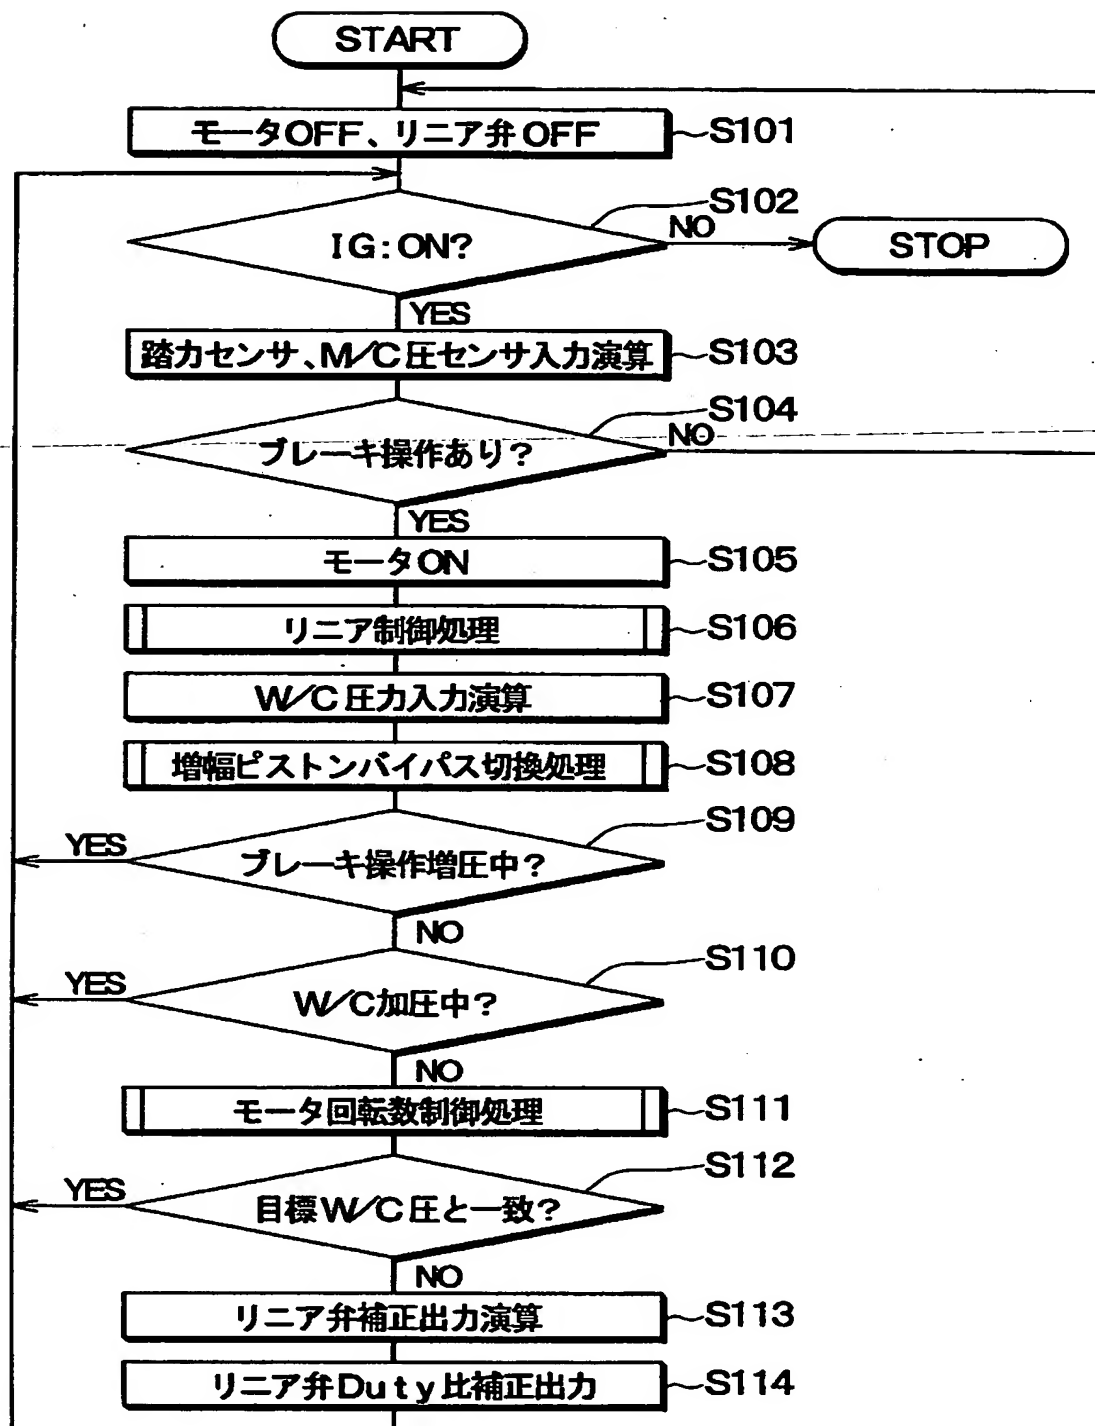 START
モータOFF、リニア弁OFF
S101
IG:ON?
S102
NO
STOP
YES
踏力センサ、M/C圧センサ入力演算
S103
ブレーキ操作あり?
S104
NO
YES
モータON
S105
リニア制御処理
S106
W/C圧力入力演算
S107
増幅ピストンバイパス切換処理
S108
ブレーキ操作増圧中?
S109
YES
NO
W/C加圧中?
S110
YES
NO
モータ回転数制御処理
S111
目標W/C圧と一致?
S112
YES
NO
リニア弁補正出力演算
S113
リニア弁Duty比補正出力
S114